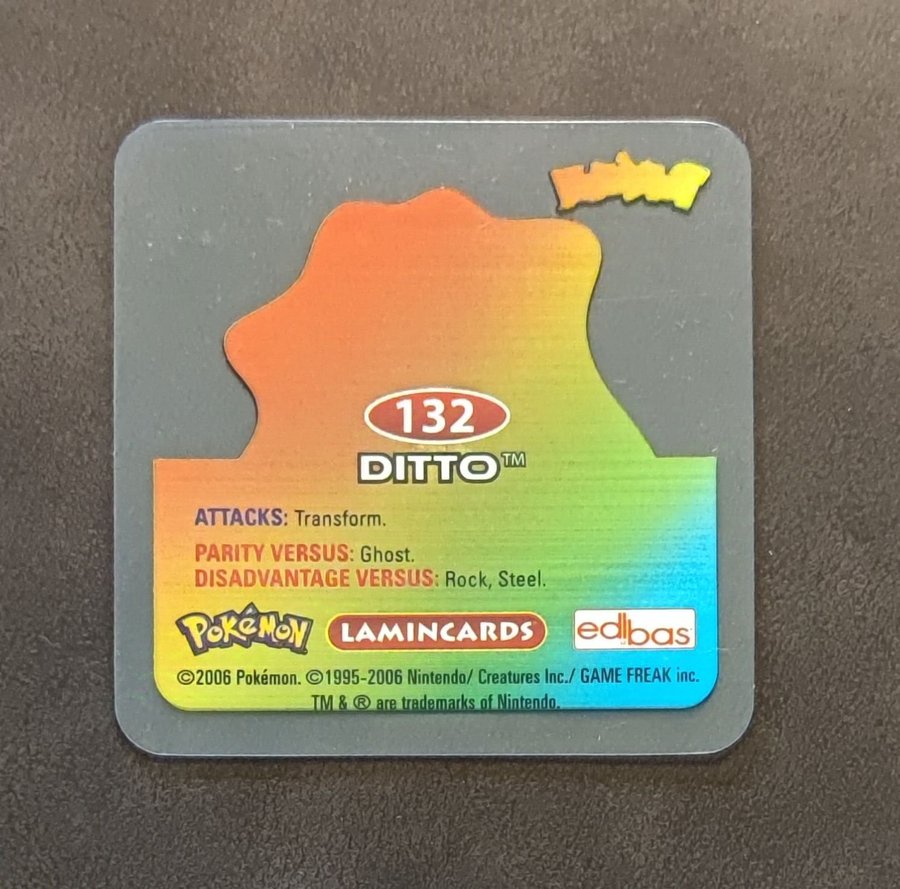 132
DITTO™
ATTACKS: Transform.
PARITY VERSUS: Ghost.
DISADVANTAGE VERSUS: Rock, Steel.
POKéMON LAMINCARDS edibas
©2006 Pokémon. ©1995-2006 Nintendo/ Creatures Inc./ GAME FREAK inc.
TM & ® are trademarks of Nintendo.